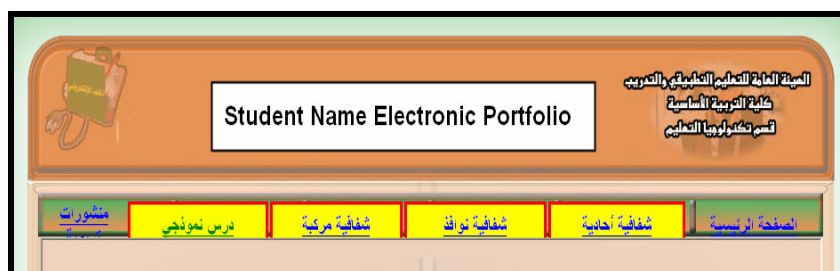 الهيئة العامة للتعليم التطبيقي والتدريب
كلية التربية الأساسية
قسم تكنولوجيا التعليم
Student Name Electronic Portfolio
الصفحة الرئيسية
شفافية أحادية
شفافية نوافذ
شفافية مركبة
درس نموذجي
منشورات